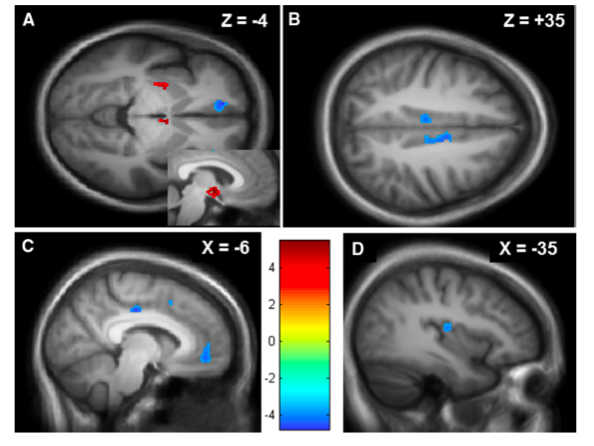 A Z = -4
B Z = +35
C X = -6
4
2
0
-2
-4
D X = -35